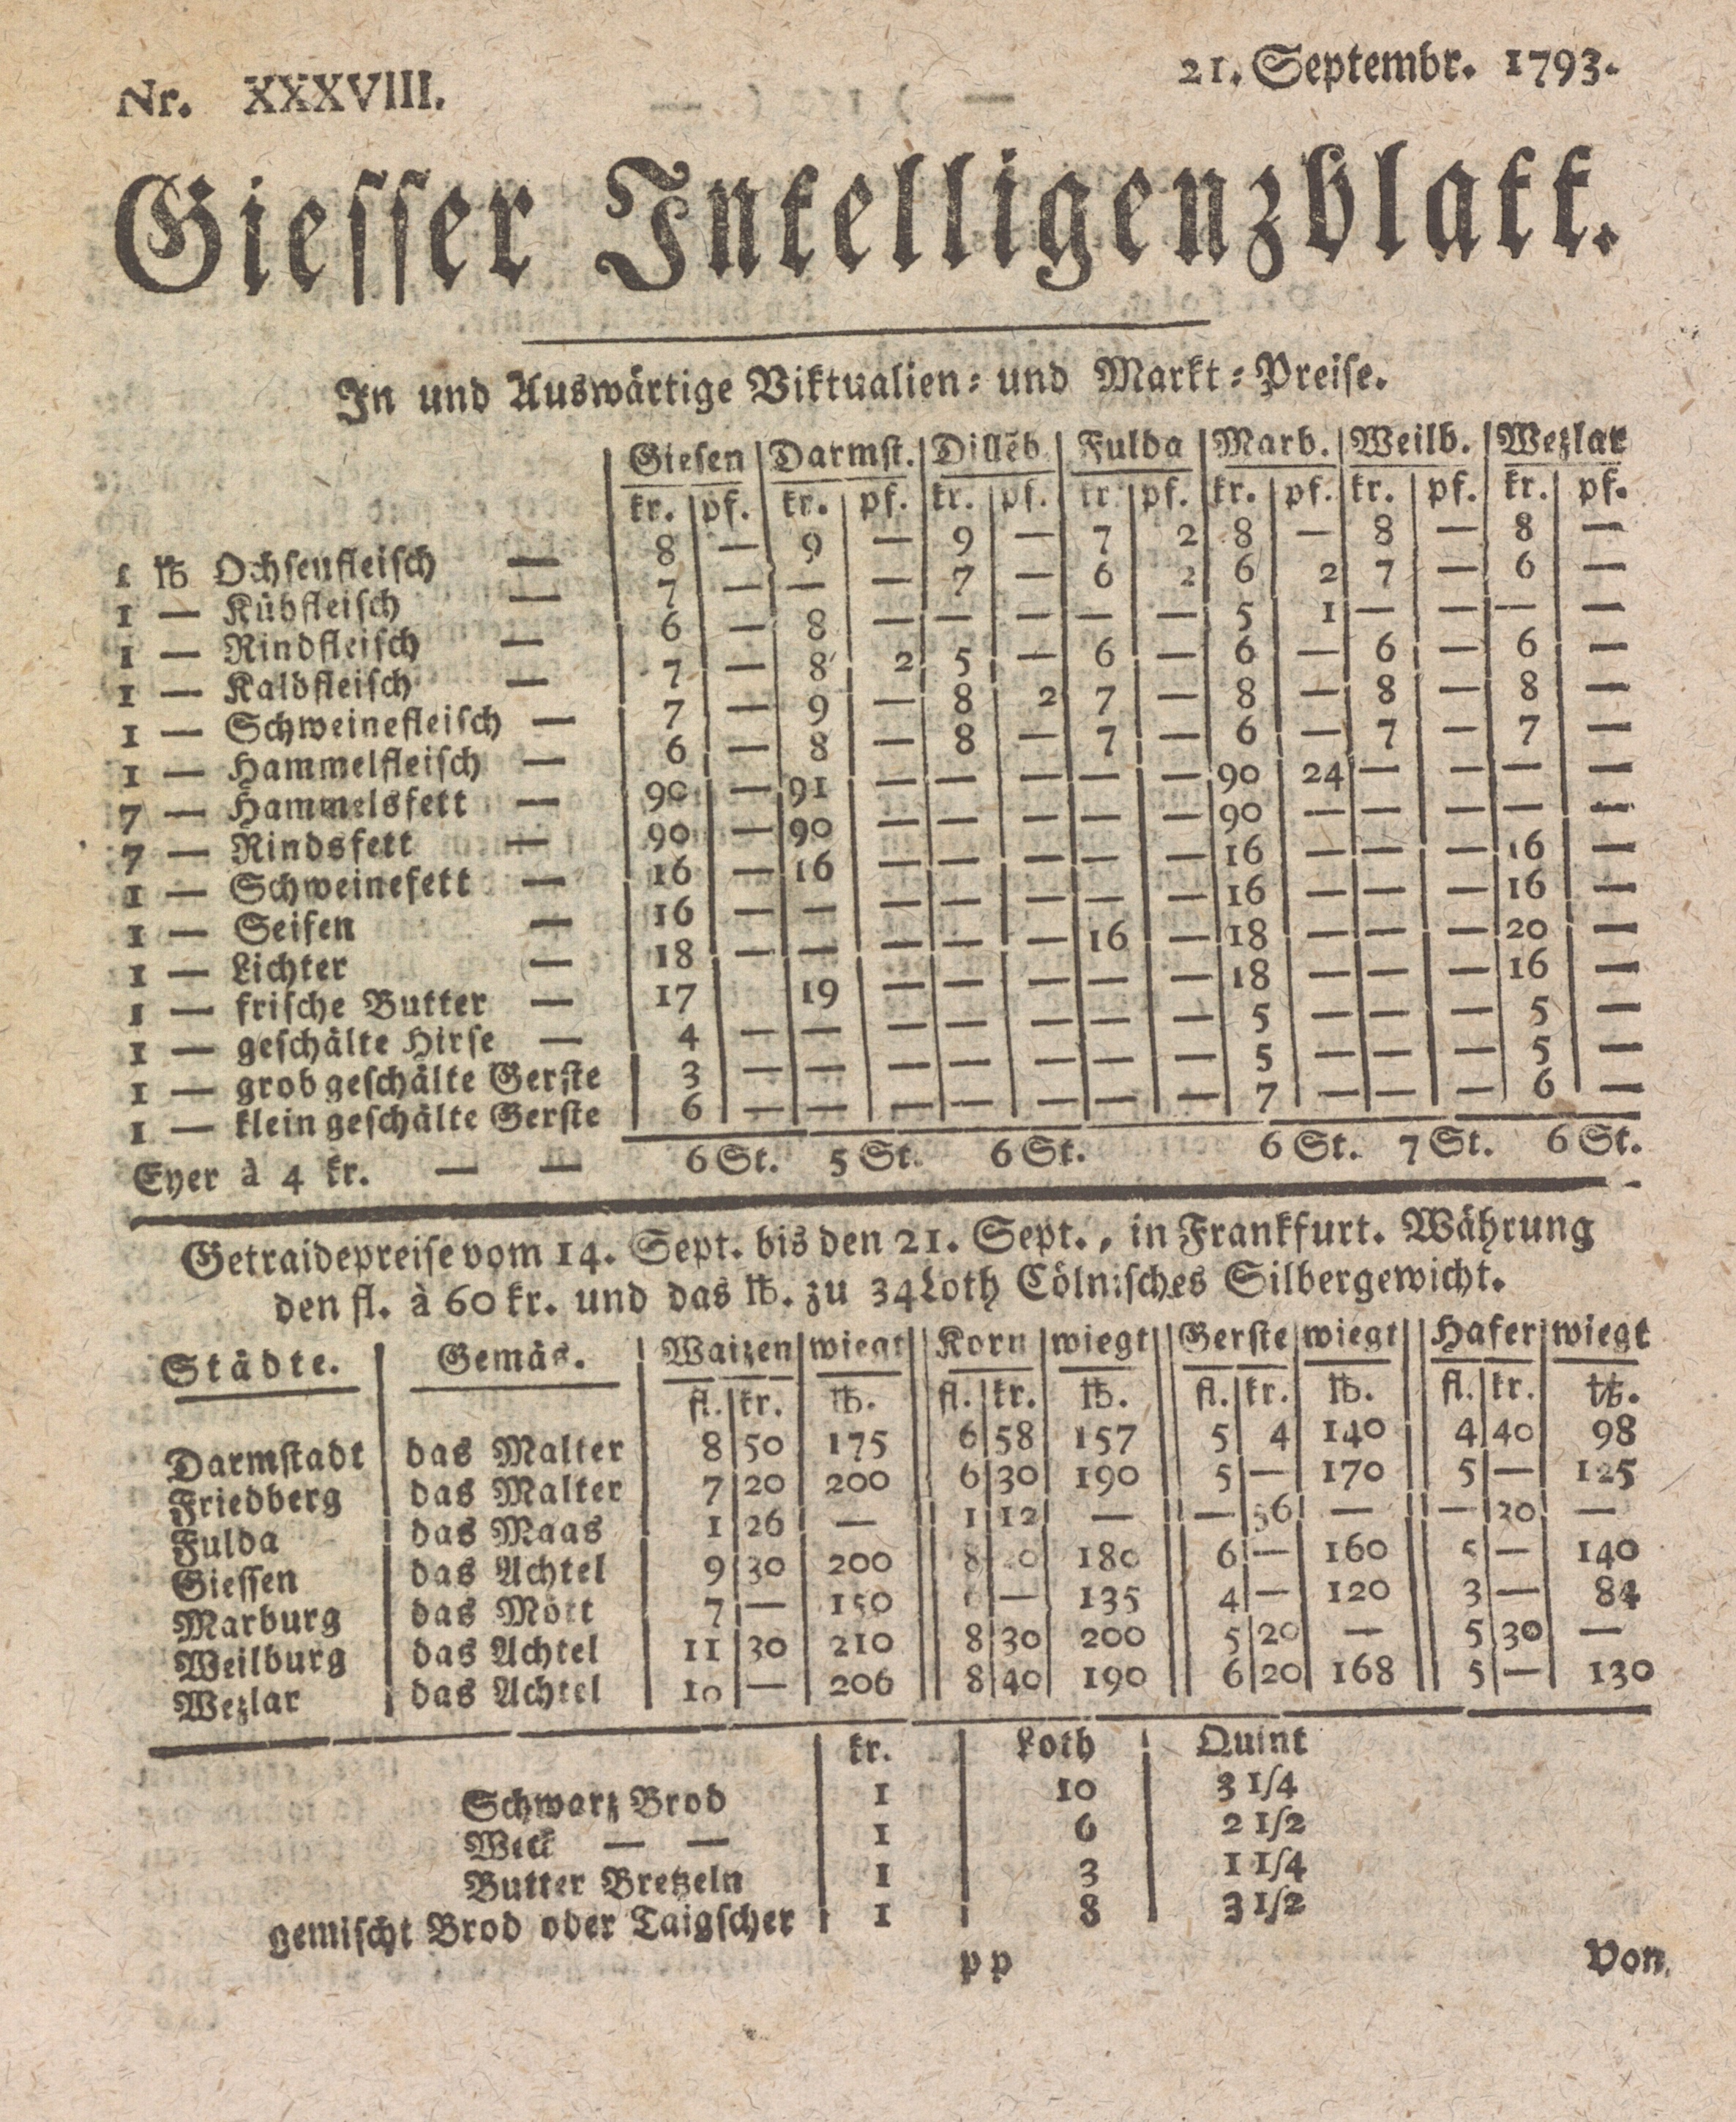 Nr. XXXVIII. 21. Septembr. 1793.
Giesser Intelligenzblatt.
In und Auswärtige Viktualien- und Markt-Preise.
Giesen Darmst. Dillēb. Fulda Marb. Weilb. Wezlar
kr. pf. kr. pf. kr. pf. kr pf. kr. pf. kr. pf. kr. pf.
1 ℔ Ochsenfleisch — 8 — 9 — 9 — 7 2 8 — 8 — 8 —
1 — Kühfleisch — 7 — — — 7 — 6 2 6 2 7 — 6 —
1 — Rindfleisch — 6 — 8 — — — — — 5 1 — — — —
1 — Kalbfleisch — 7 — 8 2 5 — 6 — 6 — 6 — 6 —
1 — Schweinefleisch — 7 — 9 — 8 2 7 — 8 — 8 — 8 —
1 — Hammelfleisch — 6 — 8 — 8 — 7 — 6 — 7 — 7 —
7 — Hammelsfett — 90 — 91 — — — — — 90 24 — — — —
7 — Rindsfett — 90 — 90 — — — — — 90 — — — — —
1 — Schweinefett — 16 — 16 — — — — — 16 — — — 16 —
1 — Seifen — 16 — — — — — — — 16 — — — 16 —
1 — Lichter — 18 — — — — — 16 — 18 — — — 20 —
1 — frische Butter — 17 19 — — — — — 18 — — — 16 —
1 — geschälte Hirse — 4 — — — — — — — 5 — — — 5 —
1 — grob geschälte Gerste 3 — — — — — — — 5 — — — 5 —
1 — klein geschälte Gerste 6 — — — — — — — 7 — — — 6 —
Eyer à 4 kr. — — 6 St. 5 St. 6 St. 6 St. 7 St. 6 St.
Getraidepreise vom 14. Sept. bis den 21. Sept., in Frankfurt. Währung
den fl. à 60 kr. und das ℔. zu 34 Loth Cölnisches Silbergewicht.
Städte. Gemäs. Waizen wiegt Korn wiegt Gerste wiegt Hafer wiegt
fl. kr. ℔. fl. kr. ℔. fl. kr. ℔. fl. kr. ℔.
Darmstadt das Malter 8 50 175 6 58 157 5 4 140 4 40 98
Friedberg das Malter 7 20 200 6 30 190 5 — 170 5 — 125
Fulda das Maas 1 26 — 1 12 — — 56 — — 30 —
Giessen das Achtel 9 30 200 8 180 6 — 160 5 — 140
Marburg das Mött 7 — 150 — 135 4 — 120 3 — 84
Weilburg das Achtel 11 30 210 8 30 200 5 20 — 5 30 —
Wezlar das Achtel 10 — 206 8 40 190 6 20 168 5 — 130
kr. Loth Quint
Schwarz Brod 1 10 3 1/4
Weck — — 1 6 2 1/2
Butter Bretzeln 1 3 1 1/4
gemischt Brod oder Taigscher 1 8 3 1/2
pp Von